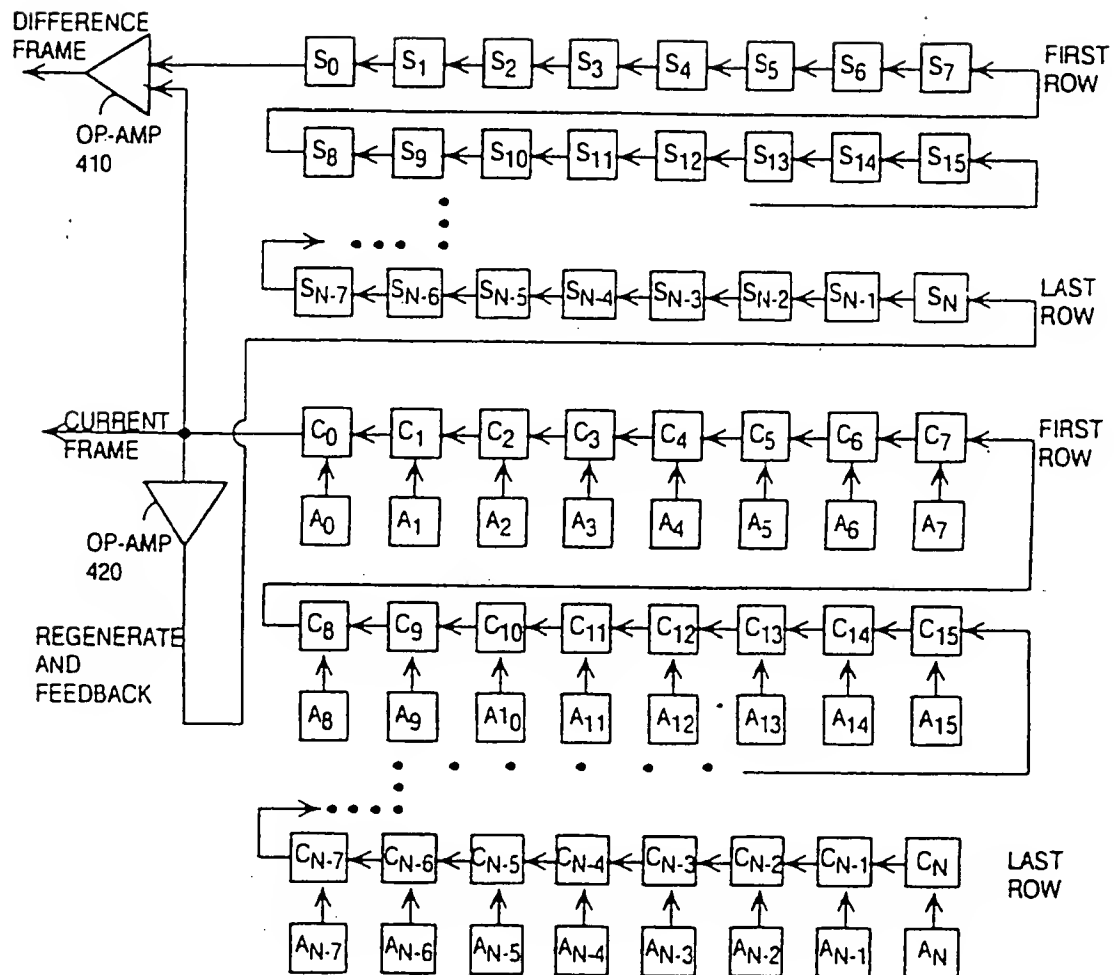 DIFFERENCE
FRAME
OP-AMP
410
S0 S1 S2 S3 S4 S5 S6 S7
FIRST
ROW
S8 S9 S10 S11 S12 S13 S14 S15
SN-7 SN-6 SN-5 SN-4 SN-3 SN-2 SN-1 SN
LAST
ROW
CURRENT
FRAME
C0 C1 C2 C3 C4 C5 C6 C7
FIRST
ROW
A0 A1 A2 A3 A4 A5 A6 A7
OP-AMP
420
REGENERATE
AND
FEEDBACK
C8 C9 C10 C11 C12 C13 C14 C15
A8 A9 A10 A11 A12 A13 A14 A15
CN-7 CN-6 CN-5 CN-4 CN-3 CN-2 CN-1 CN
LAST
ROW
AN-7 AN-6 AN-5 AN-4 AN-3 AN-2 AN-1 AN